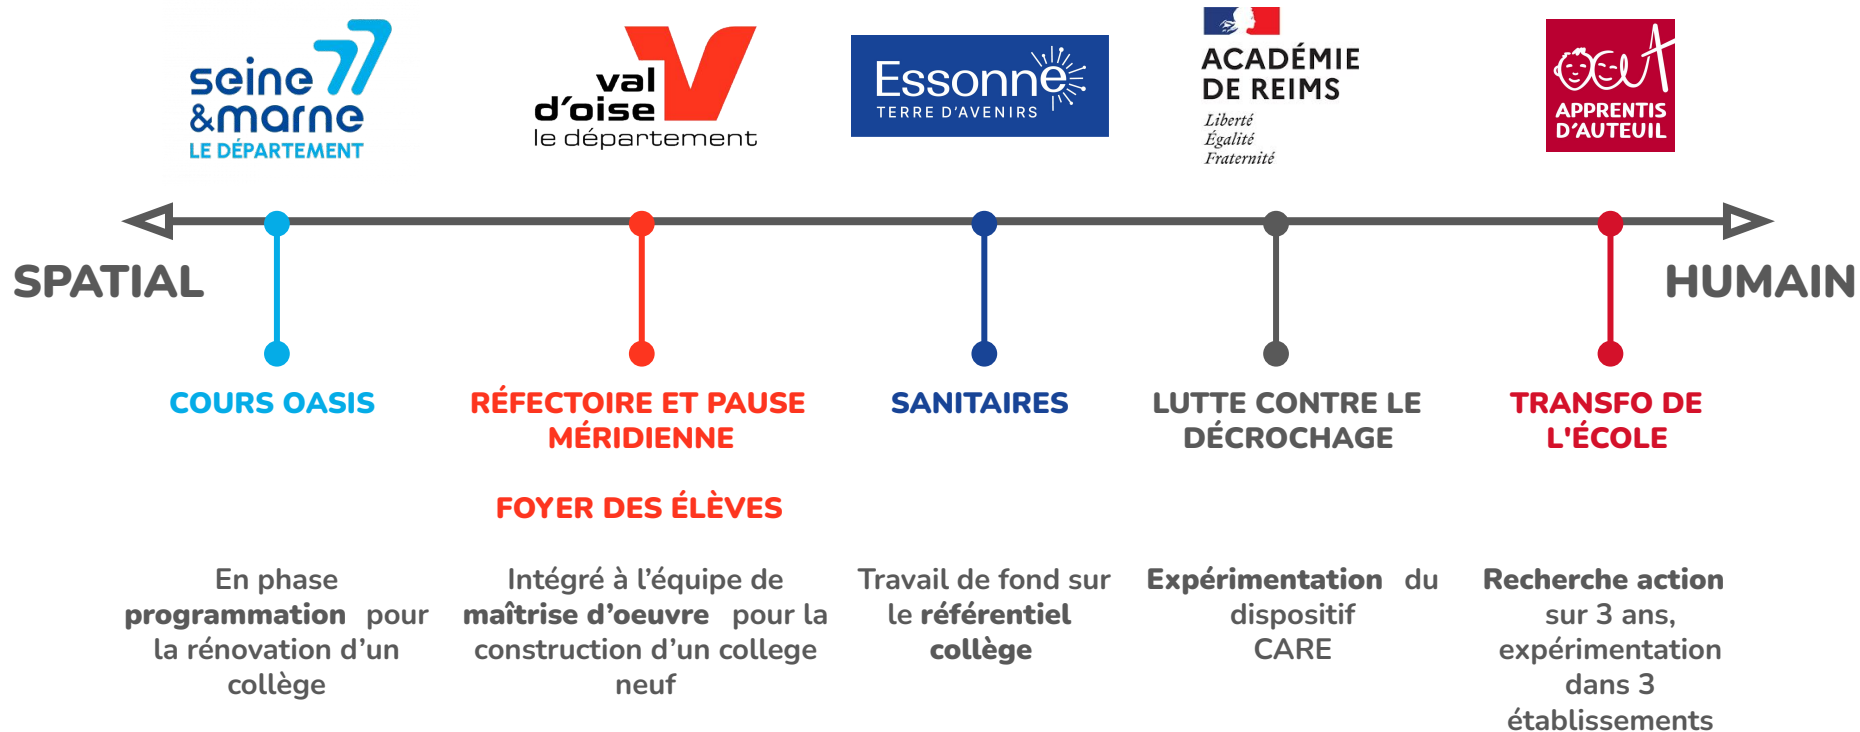 seine
77
&marne
LE DÉPARTEMENT
val
d'oise
le département
Essonne
TERRE D'AVENIRS
ACADÉMIE
DE REIMS
Liberté
Égalité
Fraternité
APPRENTIS
D'AUTEUIL
SPATIAL
HUMAIN
COURS OASIS
En phase
programmation pour
la rénovation d'un
collège
RÉFECTOIRE ET PAUSE
MÉRIDIENNE
FOYER DES ÉLÈVES
Intégré à l'équipe de
maîtrise d'oeuvre pour la
construction d'un college
neuf
SANITAIRES
Travail de fond sur
le référentiel
collège
LUTTE CONTRE LE
DÉCROCHAGE
Expérimentation du
dispositif
CARE
TRANSFO DE
L'ÉCOLE
Recherche action
sur 3 ans,
expérimentation
dans 3
établissements